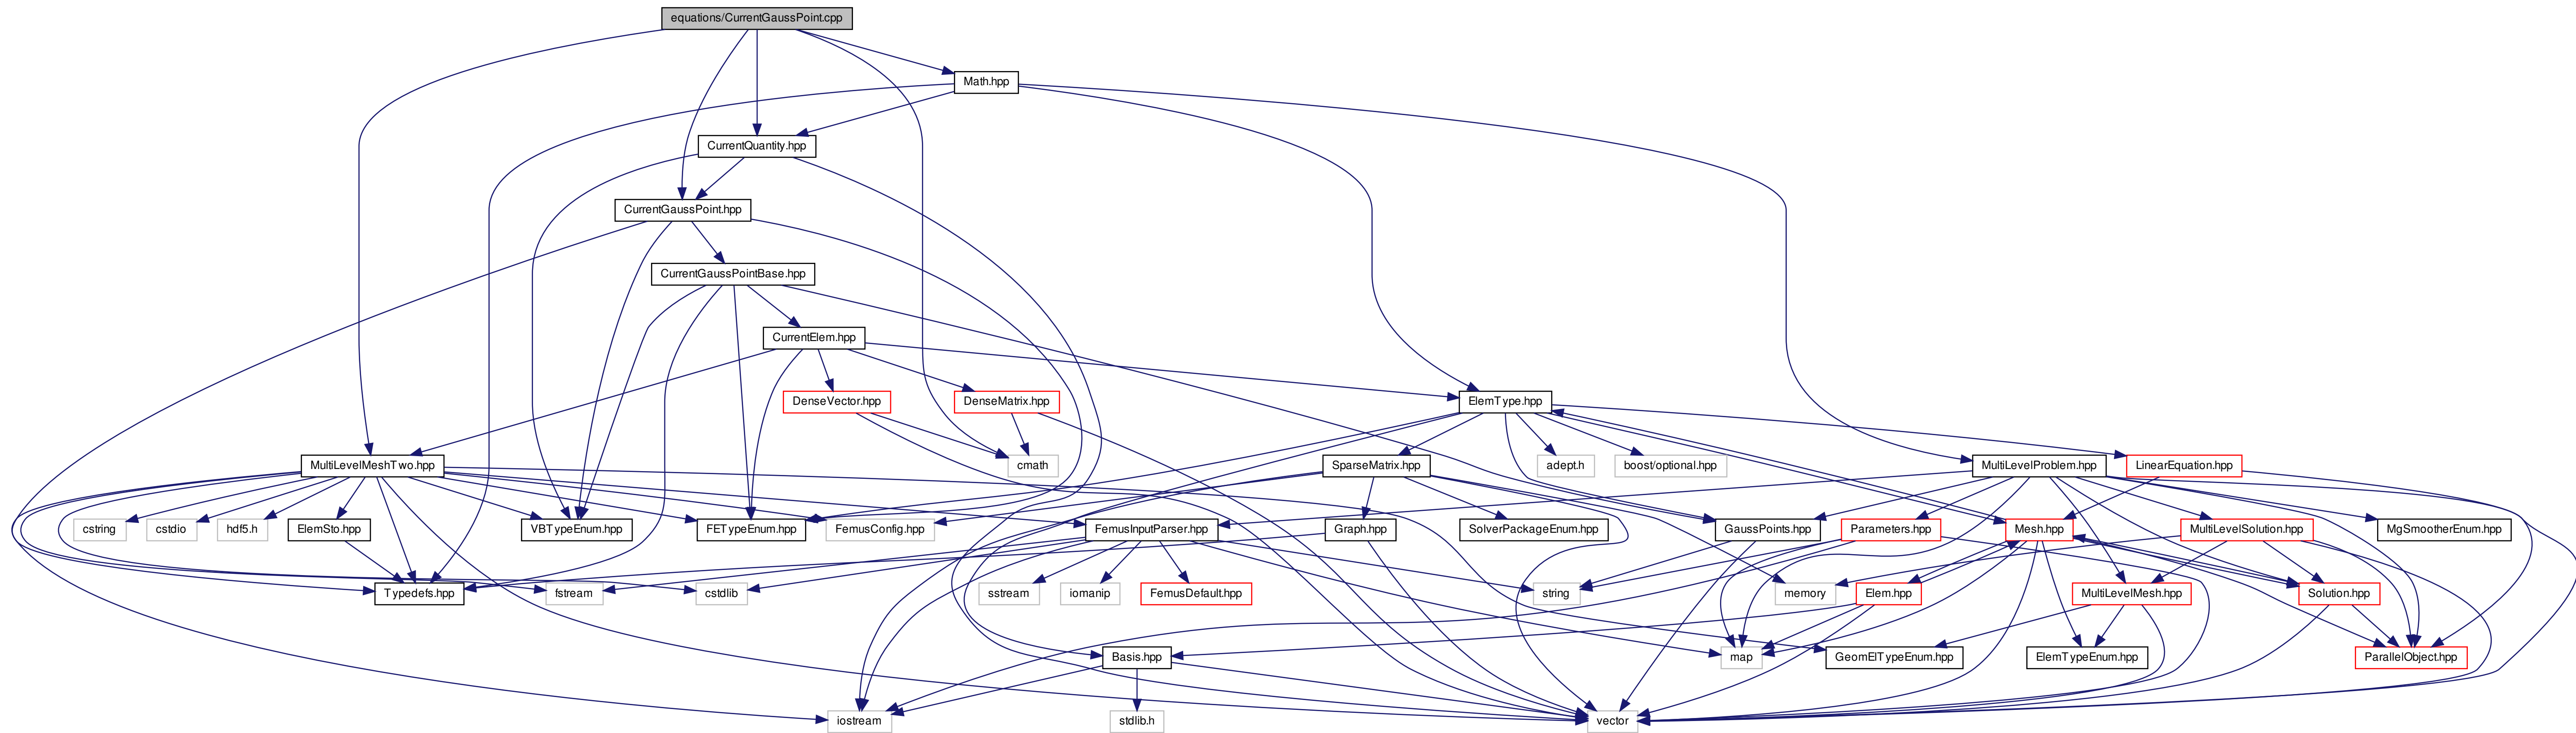 equations/CurrentGaussPoint.cpp
Math.hpp
CurrentQuantity.hpp
CurrentGaussPoint.hpp
CurrentGaussPointBase.hpp
CurrentElem.hpp
DenseVector.hpp
DenseMatrix.hpp
ElemType.hpp
MultiLevelMeshTwo.hpp
cmath
SparseMatrix.hpp
adept.h
boost/optional.hpp
MultiLevelProblem.hpp
LinearEquation.hpp
cstring
cstdio
hdf5.h
ElemSto.hpp
VBTypeEnum.hpp
FETypeEnum.hpp
FemusConfig.hpp
FemusInputParser.hpp
Graph.hpp
SolverPackageEnum.hpp
GaussPoints.hpp
Parameters.hpp
Mesh.hpp
MultiLevelSolution.hpp
MgSmootherEnum.hpp
Typedefs.hpp
fstream
cstdlib
sstream
iomanip
FemusDefault.hpp
string
memory
Elem.hpp
MultiLevelMesh.hpp
Solution.hpp
Basis.hpp
map
GeomElTypeEnum.hpp
ElemTypeEnum.hpp
ParallelObject.hpp
iostream
stdlib.h
vector